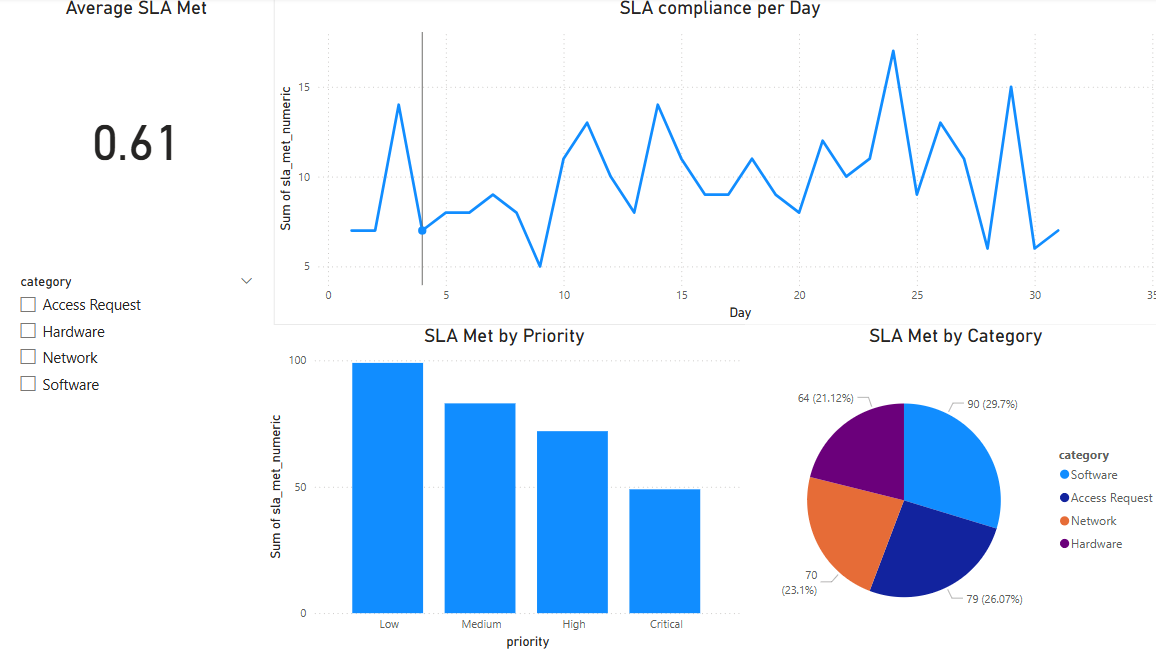 Average SLA Met
0.61
category
Access Request
Hardware
Network
Software
SLA compliance per Day
Sum of sla_met_numeric
15
10
5
0
5
10
15
20
25
30
35
Day
SLA Met by Priority
Sum of sla_met_numeric
100
50
0
Low
Medium
High
Critical
priority
SLA Met by Category
64 (21.12%)
90 (29.7%)
70
(23.1%)
79 (26.07%)
category
Software
Access Request
Network
Hardware